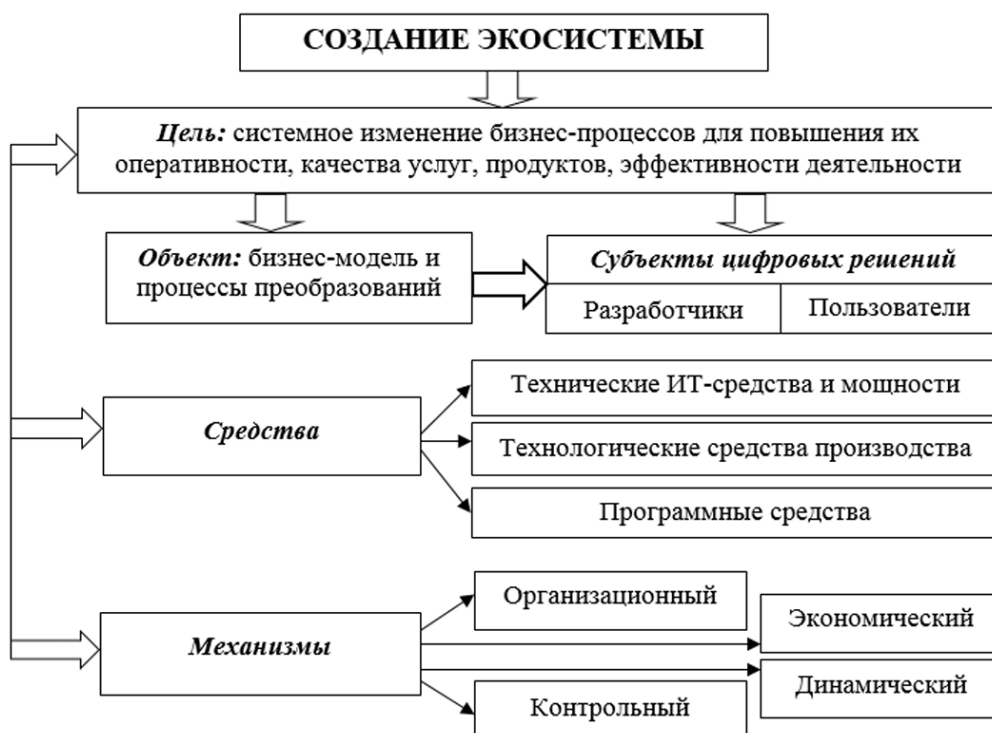 СОЗДАНИЕ ЭКОСИСТЕМЫ
Цель: системное изменение бизнес-процессов для повышения их
оперативности, качества услуг, продуктов, эффективности деятельности
Объект: бизнес-модель и
процессы преобразований
Субъекты цифровых решений
Разработчики
Пользователи
Средства
Технические ИТ-средства и мощности
Технологические средства производства
Программные средства
Механизмы
Организационный
Экономический
Динамический
Контрольный